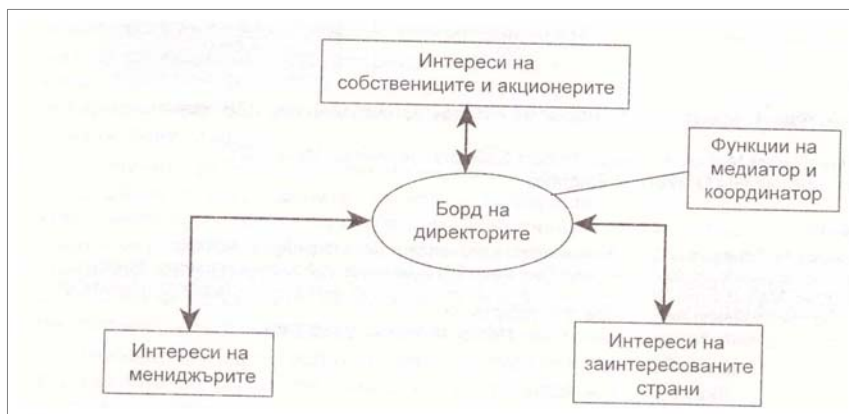 Интереси на
собствениците и акционерите
Функции на
медиатор и
координатор
Борд на
директорите
Интереси на
мениджърите
Интереси на
заинтересованите
страни